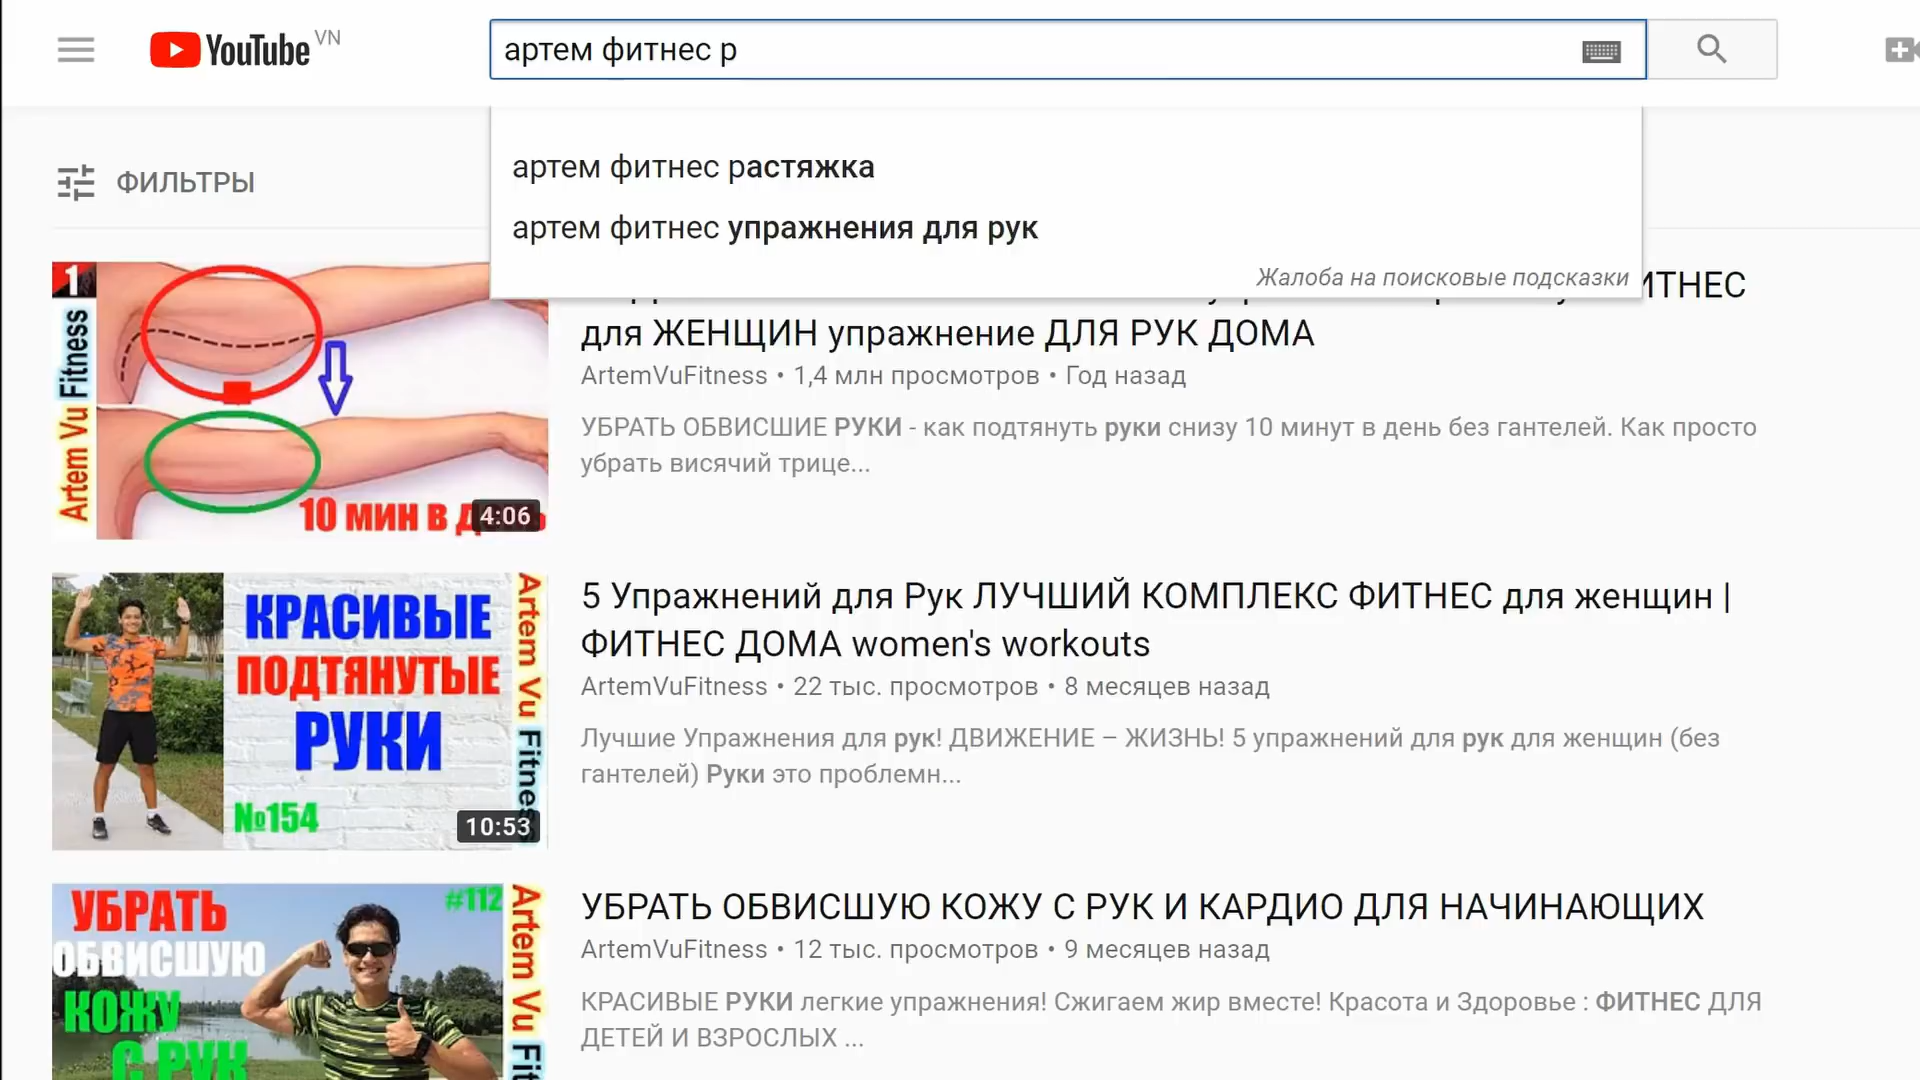 YouTube VN
артем фитнес р
артем фитнес растяжка
артем фитнес упражнения для рук
Жалоба на поисковые подсказки
ФИЛЬТРЫ
1
Artem Vu Fitness
10 МИН В
4:06
ИТНЕС
для ЖЕНЩИН упражнение ДЛЯ РУК ДОМА
ArtemVuFitness • 1,4 млн просмотров • Год назад
УБРАТЬ ОБВИСШИЕ РУКИ - как подтянуть руки снизу 10 минут в день без гантелей. Как просто
убрать висячий трице...
КРАСИВЫЕ
ПОДТЯНУТЫЕ
РУКИ
№154
Artem Vu Fitness
10:53
5 Упражнений для Рук ЛУЧШИЙ КОМПЛЕКС ФИТНЕС для женщин |
ФИТНЕС ДОМА women's workouts
ArtemVuFitness • 22 тыс. просмотров • 8 месяцев назад
Лучшие Упражнения для рук! ДВИЖЕНИЕ – ЖИЗНЬ! 5 упражнений для рук для женщин (без
гантелей) Руки это проблемн...
УБРАТЬ
ОБВИСШУЮ
КОЖУ
С РУК
#112
Artem Vu Fit
УБРАТЬ ОБВИСШУЮ КОЖУ С РУК И КАРДИО ДЛЯ НАЧИНАЮЩИХ
ArtemVuFitness • 12 тыс. просмотров • 9 месяцев назад
КРАСИВЫЕ РУКИ легкие упражнения! Сжигаем жир вместе! Красота и Здоровье : ФИТНЕС ДЛЯ
ДЕТЕЙ И ВЗРОСЛЫХ ...